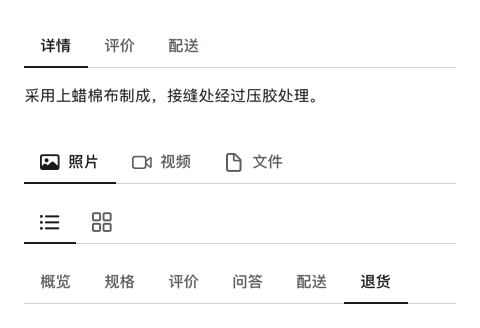 详情 评价 配送
采用上蜡棉布制成，接缝处经过压胶处理。
照片 视频 文件
概览 规格 评价 问答 配送 退货